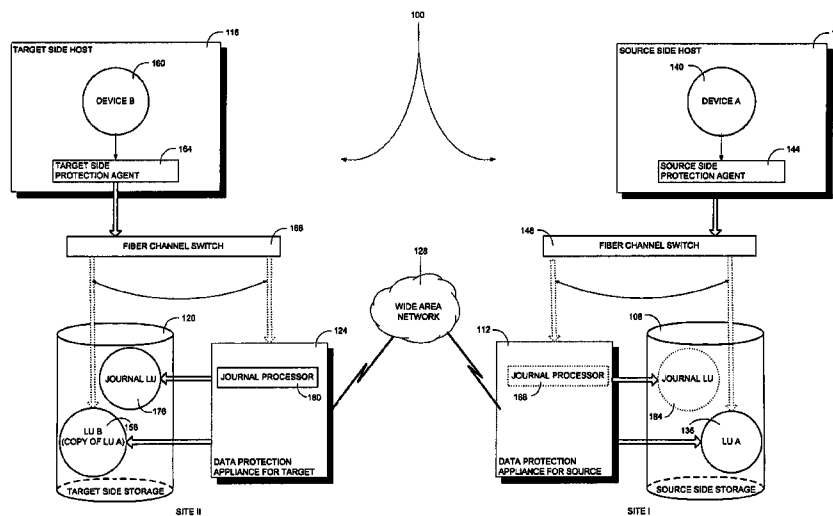 100
TARGET SIDE HOST
116
160
DEVICE B
164
TARGET SIDE
PROTECTION AGENT
SOURCE SIDE HOST
140
DEVICE A
144
SOURCE SIDE
PROTECTION AGENT
FIBER CHANNEL SWITCH
148
FIBER CHANNEL SWITCH
128
WIDE AREA
NETWORK
120
JOURNAL LU
176
LU B
(COPY OF LU A)
TARGET SIDE STORAGE
124
JOURNAL PROCESSOR
180
DATA PROTECTION
APPLIANCE FOR TARGET
SITE II
112
JOURNAL PROCESSOR
188
DATA PROTECTION
APPLIANCE FOR SOURCE
108
JOURNAL LU
184
136
LU A
SOURCE SIDE STORAGE
SITE I